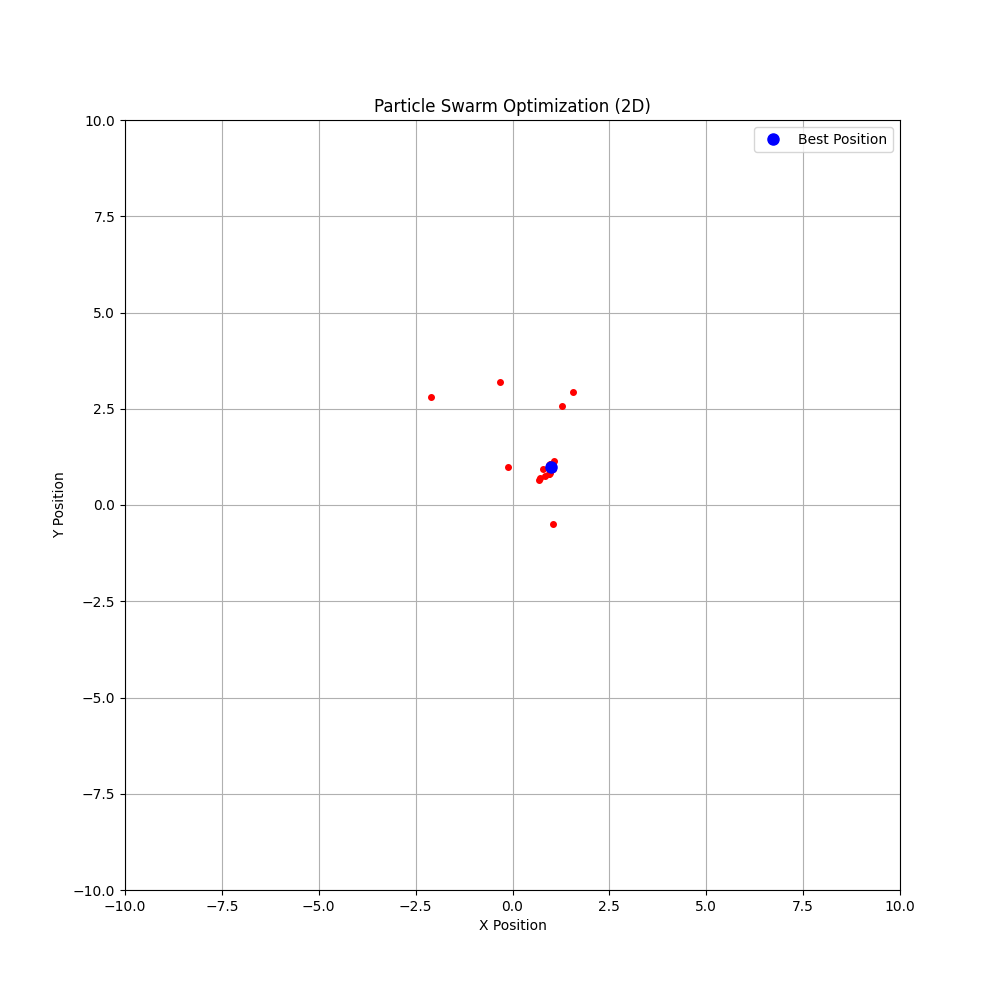 Particle Swarm Optimization (2D)
Best Position
10.0
7.5
5.0
2.5
0.0
−2.5
−5.0
−7.5
−10.0
Y Position
−10.0 −7.5 −5.0 −2.5 0.0 2.5 5.0 7.5 10.0
X Position